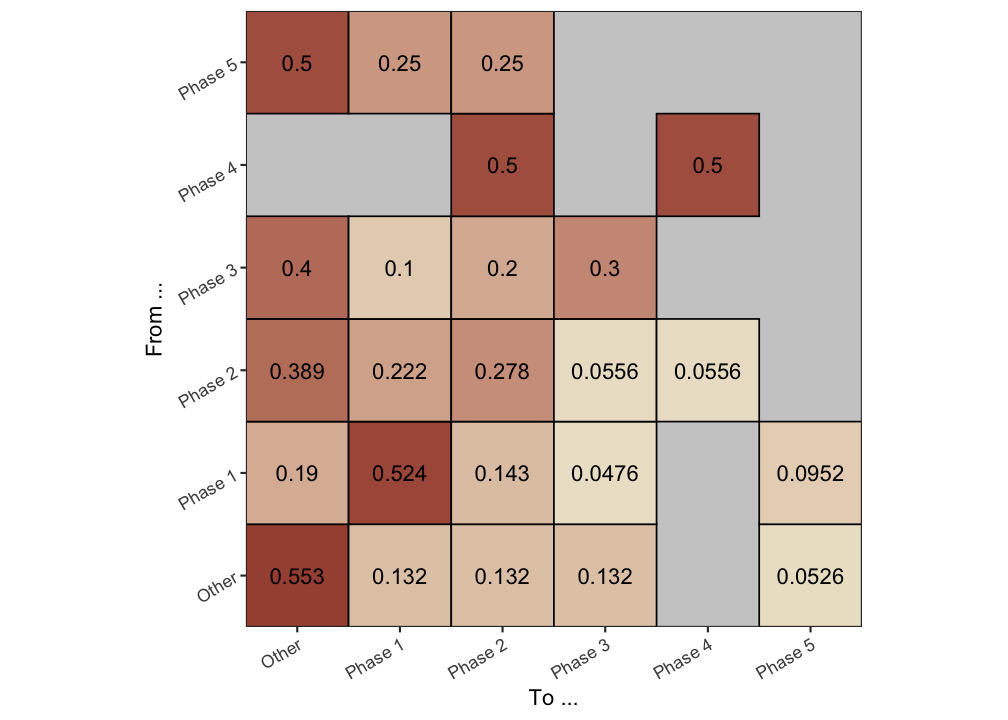 Phase 5 0.5 0.25 0.25
Phase 4 0.5 0.5
Phase 3 0.4 0.1 0.2 0.3
Phase 2 0.389 0.222 0.278 0.0556 0.0556
Phase 1 0.19 0.524 0.143 0.0476 0.0952
Other 0.553 0.132 0.132 0.132 0.0526
From ...
Other Phase 1 Phase 2 Phase 3 Phase 4 Phase 5
To ...